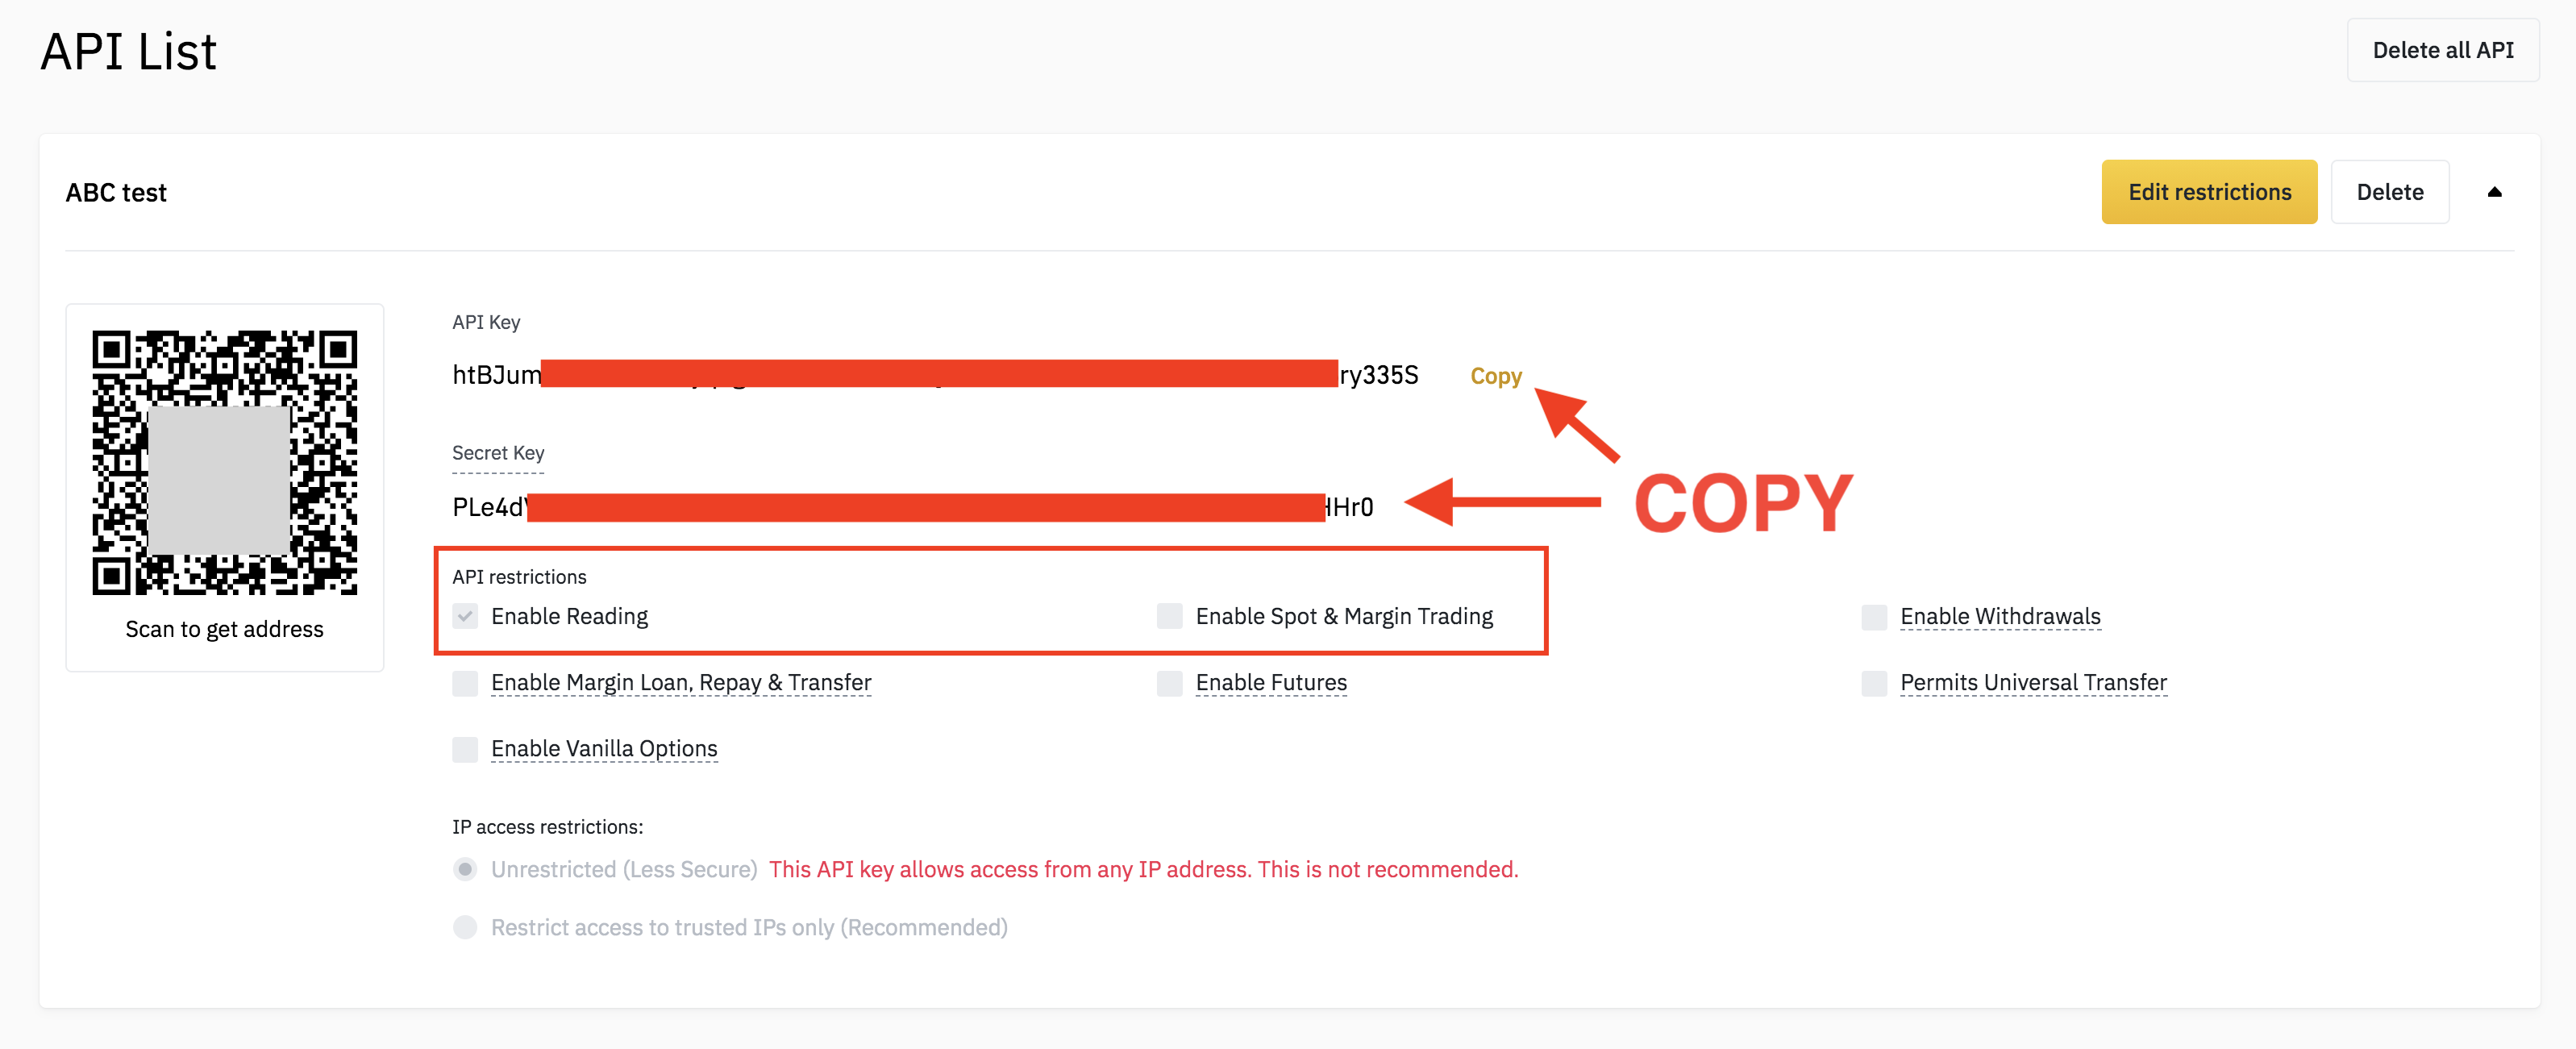 API List
Delete all API
ABC test
Edit restrictions
Delete
API Key
htBJum ry335S
Copy
Secret Key
PLe4d Hr0
COPY
API restrictions
Enable Reading
Enable Spot & Margin Trading
Enable Withdrawals
Enable Margin Loan, Repay & Transfer
Enable Futures
Permits Universal Transfer
Enable Vanilla Options
Scan to get address
IP access restrictions:
Unrestricted (Less Secure) This API key allows access from any IP address. This is not recommended.
Restrict access to trusted IPs only (Recommended)